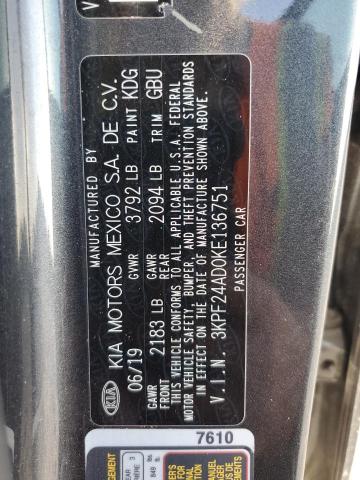 MANUFACTURED BY
KIA KIA MOTORS MEXICO S.A. DE C.V.
06/19 GVWR 3792 LB PAINT KDG
GAWR FRONT 2183 LB GAWR REAR 2094 LB TRIM GBU
THIS VEHICLE CONFORMS TO ALL APPLICABLE U.S.A. FEDERAL
MOTOR VEHICLE SAFETY, BUMPER, AND THEFT PREVENTION STANDARDS
IN EFFECT ON THE DATE OF MANUFACTURE SHOWN ABOVE.
V.I.N. 3KPF24AD0KE136751
PASSENGER CAR
7610